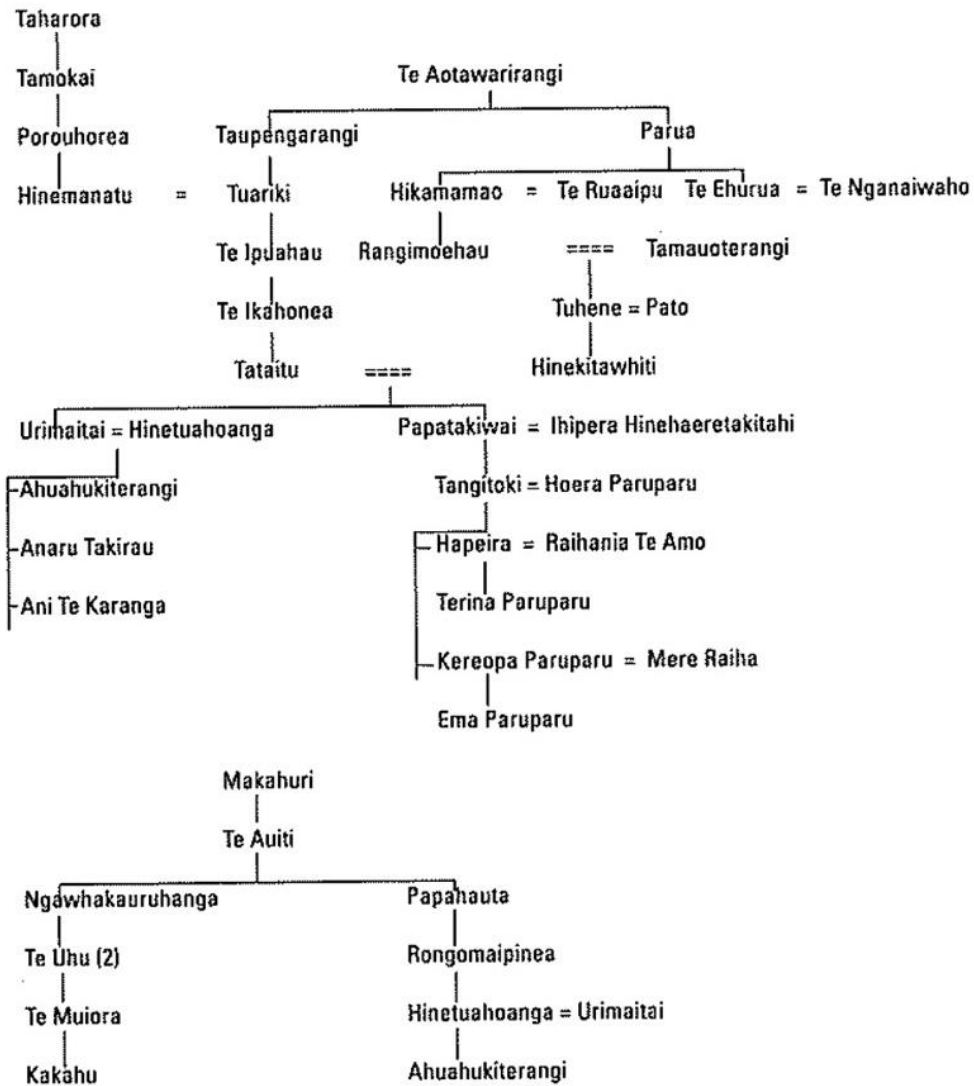 Taharora
Tamokai Te Aotawarirangi
Porouhorea Taupengarangi Parua
Hinemanatu = Tuariki Hikamamao = Te Ruaaipu Te Ehurua = Te Nganaiwaho
Te Ipuahau Rangimoehau ==== Tamauoterangi
Te Ikahonea Tuhene = Pato
Tataitu ==== Hinekitawhiti
Urimaitai = Hinetuahoanga Papatakiwai = Ihipera Hinehaeretakitahi
Ahuahukiterangi Tangitoki = Hoera Paruparu
Anaru Takirau Hapeira = Raihania Te Amo
Ani Te Karanga Terina Paruparu
Kereopa Paruparu = Mere Raiha
Ema Paruparu
Makahuri
Te Auiti
Ngawhakauruhanga Papahauta
Te Uhu (2) Rongomaipinea
Te Muiora Hinetuahoanga = Urimaitai
Kakahu Ahuahukiterangi